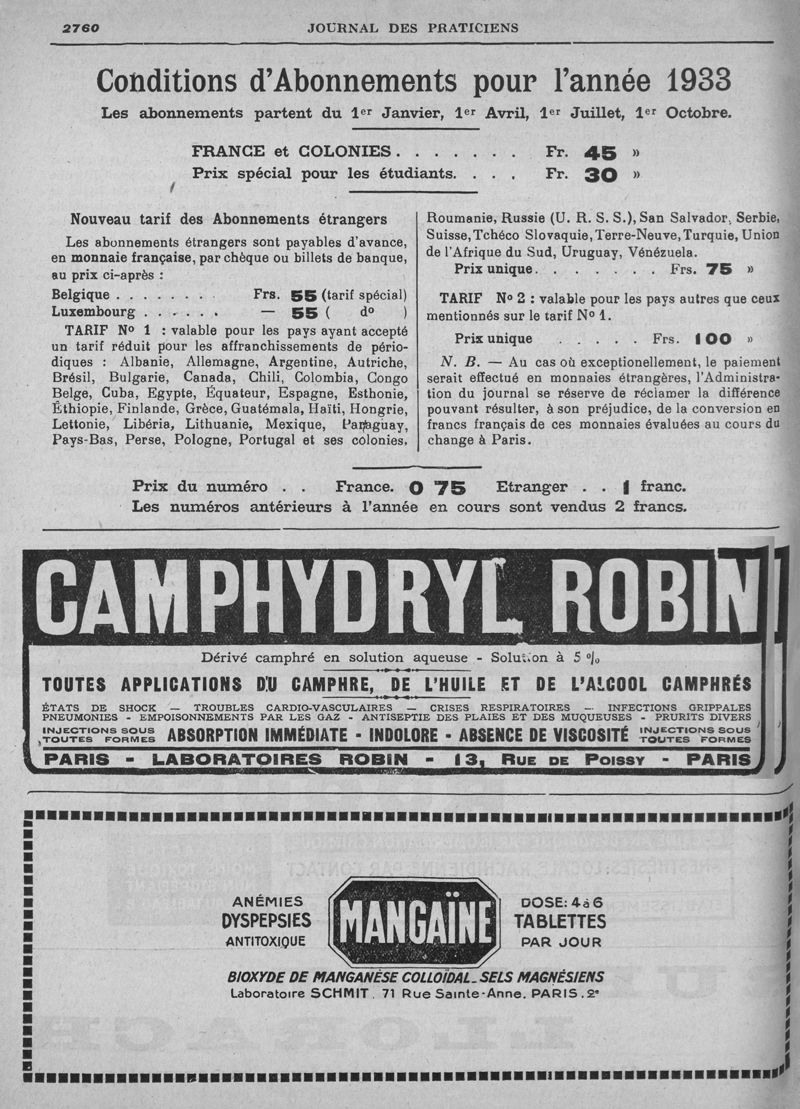 2760
JOURNAL DES PRATICIENS
Conditions d'Abonnements pour l'année 1933
Les abonnements partent du 1er Janvier, 1er Avril, 1er Juillet, 1er Octobre.
FRANCE et COLONIES . . . . . . . Fr. 45 »
Prix spécial pour les étudiants. . . . Fr. 30 »
Nouveau tarif des Abonnements étrangers
Les abonnements étrangers sont payables d'avance,
en monnaie française, par chèque ou billets de banque,
au prix ci-après :
Belgique . . . . . . . . Frs. 55 (tarif spécial)
Luxembourg . . . . . . — 55 ( do )
TARIF No 1 : valable pour les pays ayant accepté
un tarif réduit pour les affranchissements de pério-
diques : Albanie, Allemagne, Argentine, Autriche,
Brésil, Bulgarie, Canada, Chili, Colombia, Congo
Belge, Cuba, Egypte, Équateur, Espagne, Esthonie,
Éthiopie, Finlande, Grèce, Guatémala, Haïti, Hongrie,
Lettonie, Libéria, Lithuanie, Mexique, Paraguay,
Pays-Bas, Perse, Pologne, Portugal et ses colonies,
Roumanie, Russie (U. R. S. S.), San Salvador, Serbie,
Suisse, Tchéco Slovaquie, Terre-Neuve, Turquie, Union
de l'Afrique du Sud, Uruguay, Vénézuela.
Prix unique. . . . . . . . Frs. 75 »
TARIF No 2 : valable pour les pays autres que ceux
mentionnés sur le tarif No 1.
Prix unique . . . . . Frs. 100 »
N. B. — Au cas où exceptionellement, le paiement
serait effectué en monnaies étrangères, l'Administra-
tion du journal se réserve de réclamer la différence
pouvant résulter, à son préjudice, de la conversion en
francs français de ces monnaies évaluées au cours du
change à Paris.
Prix du numéro . . France. 0 75 Etranger . . 1 franc.
Les numéros antérieurs à l'année en cours sont vendus 2 francs.
CAMPHYDRYL ROBIN
Dérivé camphré en solution aqueuse - Solution à 5 %
TOUTES APPLICATIONS DU CAMPHRE, DE L'HUILE ET DE L'ALCOOL CAMPHRÉS
ÉTATS DE SHOCK — TROUBLES CARDIO-VASCULAIRES — CRISES RESPIRATOIRES — INFECTIONS GRIPPALES
PNEUMONIES - EMPOISONNEMENTS PAR LES GAZ - ANTISEPTIE DES PLAIES ET DES MUQUEUSES - PRURITS DIVERS
INJECTIONS SOUS TOUTES FORMES ABSORPTION IMMÉDIATE - INDOLORE - ABSENCE DE VISCOSITÉ INJECTIONS SOUS TOUTES FORMES
PARIS - LABORATOIRES ROBIN - 13, RUE DE POISSY - PARIS
ANÉMIES
DYSPEPSIES
ANTITOXIQUE
MANGAÏNE
DOSE: 4 à 6
TABLETTES
PAR JOUR
BIOXYDE DE MANGANÈSE COLLOÏDAL_SELS MAGNÉSIENS
Laboratoire SCHMIT. 71 Rue Sainte-Anne. PARIS. 2e